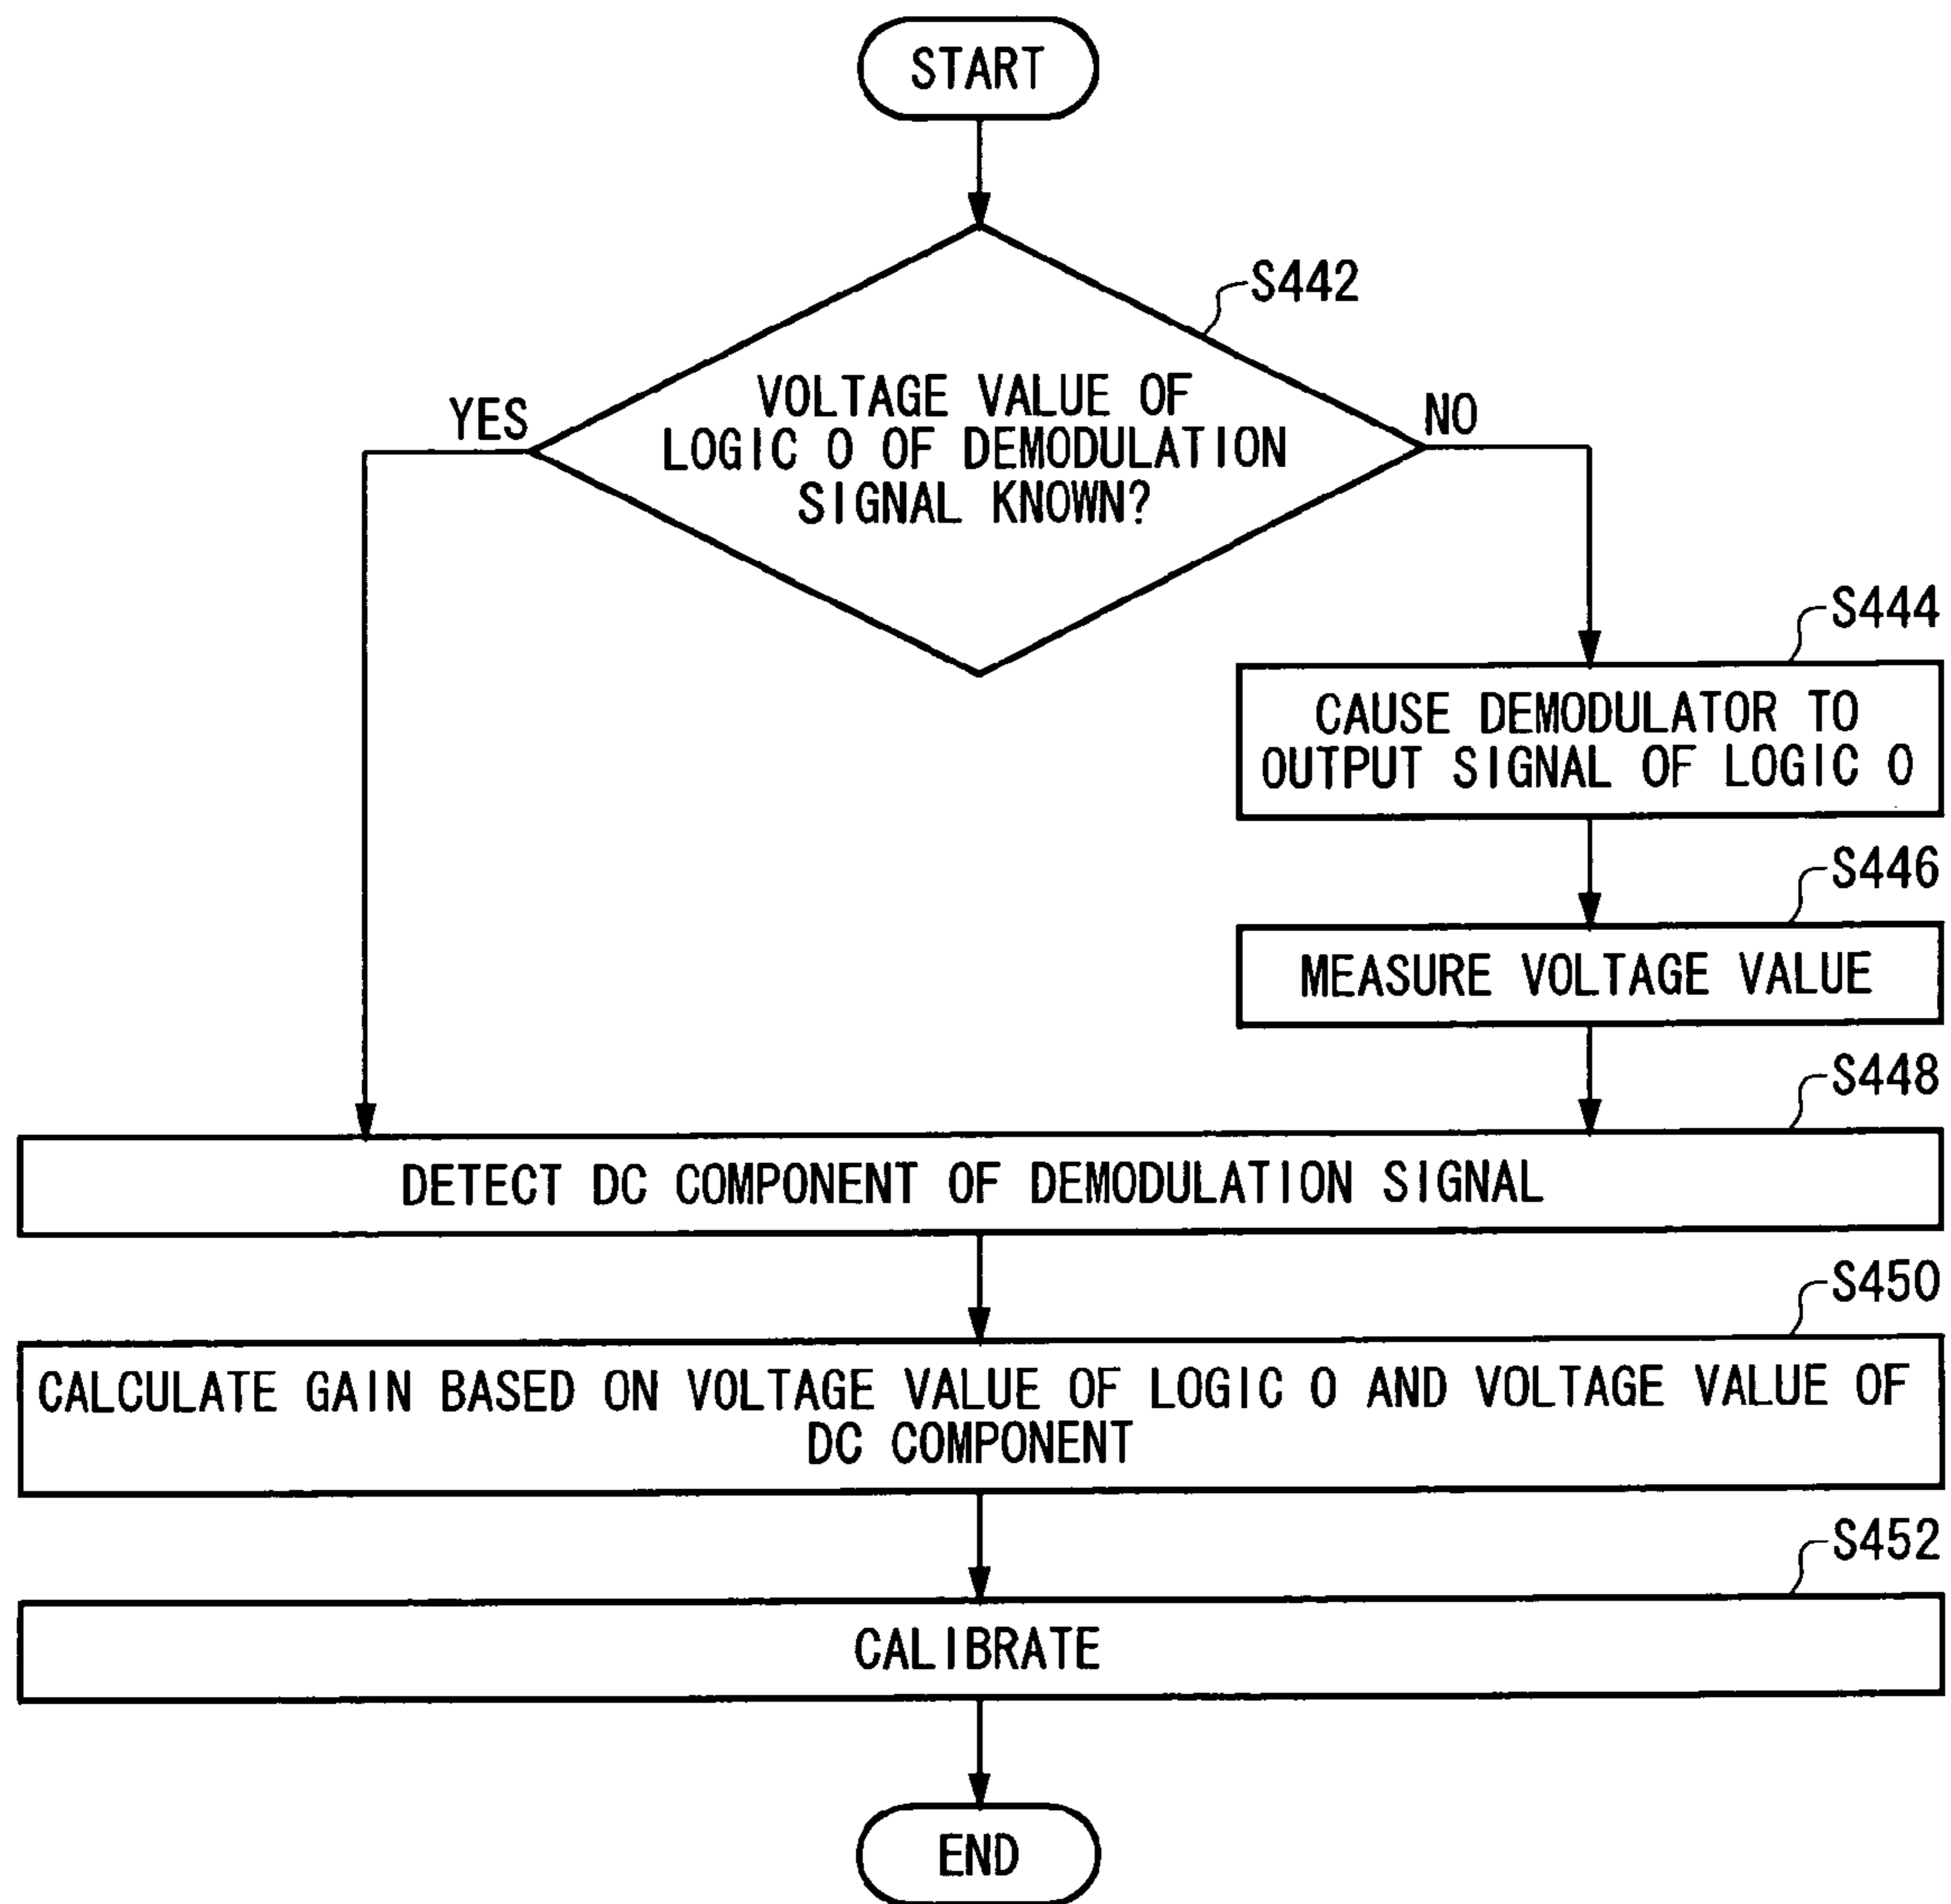 START
S442
VOLTAGE VALUE OF
LOGIC 0 OF DEMODULATION
SIGNAL KNOWN?
YES
NO
S444
CAUSE DEMODULATOR TO
OUTPUT SIGNAL OF LOGIC 0
S446
MEASURE VOLTAGE VALUE
S448
DETECT DC COMPONENT OF DEMODULATION SIGNAL
S450
CALCULATE GAIN BASED ON VOLTAGE VALUE OF LOGIC 0 AND VOLTAGE VALUE OF
DC COMPONENT
S452
CALIBRATE
END